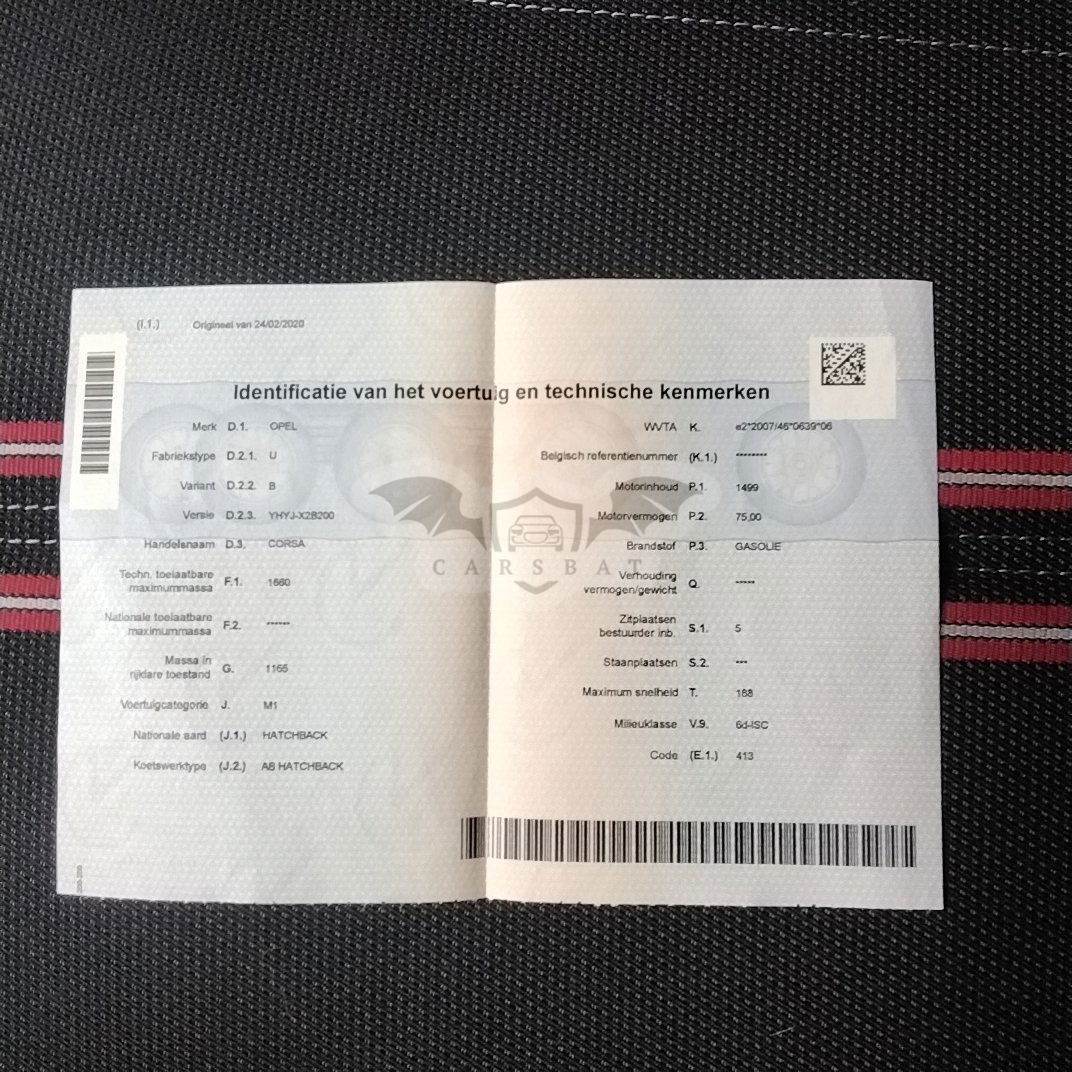 (I.1.) Origineel van 24/02/2020
Identificatie van het voertuig en technische kenmerken
Merk D.1. OPEL
Fabriekstype D.2.1. U
Variant D.2.2. B
Versie D.2.3. YHYJ-X2B200
Handelsnaam D.3. CORSA
Techn. toelaatbare
maximummassa F.1. 1660
Nationale toelaatbare
maximummassa F.2. ------
Massa in
rijklare toestand G. 1165
Voertuigcategorie J. M1
Nationale aard (J.1.) HATCHBACK
Koetswerktype (J.2.) AB HATCHBACK
WVTA K. e2*2007/46*0639*06
Belgisch referentienummer (K.1.) --------
Motorinhoud P.1. 1499
Motorvermogen P.2. 75,00
Brandstof P.3. GASOLIE
Verhouding
vermogen/gewicht Q. -----
Zitplaatsen
bestuurder inb. S.1. 5
Staanplaatsen S.2. ---
Maximum snelheid T. 188
Milieuklasse V.9. 6d-ISC
Code (E.1.) 413
CARSBAT